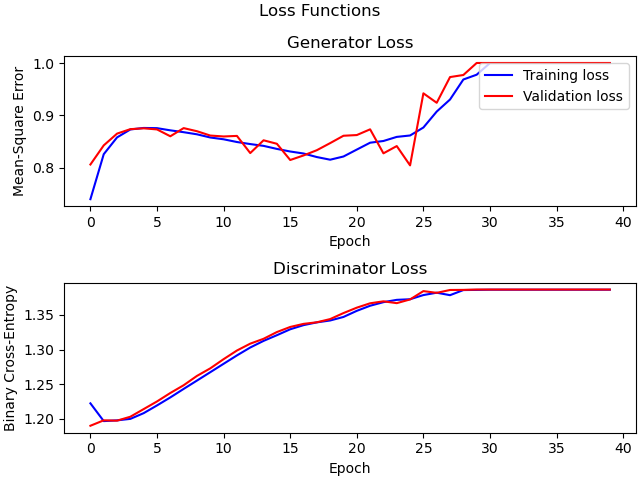 Loss Functions
Generator Loss
Mean-Square Error
1.0
0.9
0.8
Training loss
Validation loss
0 5 10 15 20 25 30 35 40
Epoch
Discriminator Loss
Binary Cross-Entropy
1.35
1.30
1.25
1.20
0 5 10 15 20 25 30 35 40
Epoch